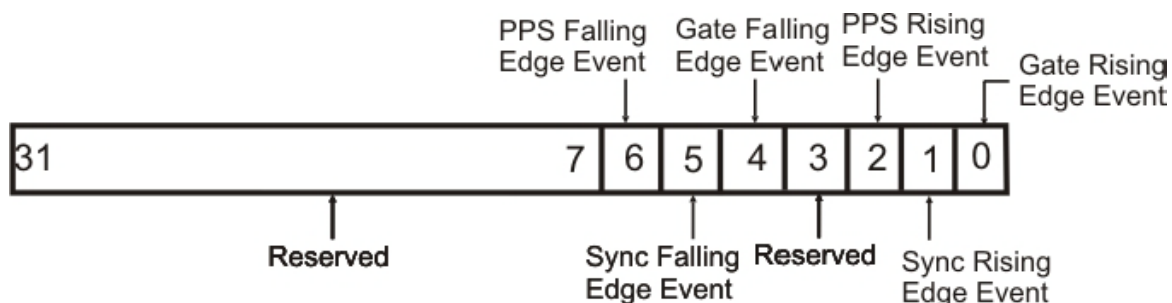 PPS Falling
Edge Event
Gate Falling
Edge Event
PPS Rising
Edge Event
Gate Rising
Edge Event
31 7 6 5 4 3 2 1 0
Reserved
Sync Falling
Edge Event
Reserved
Sync Rising
Edge Event